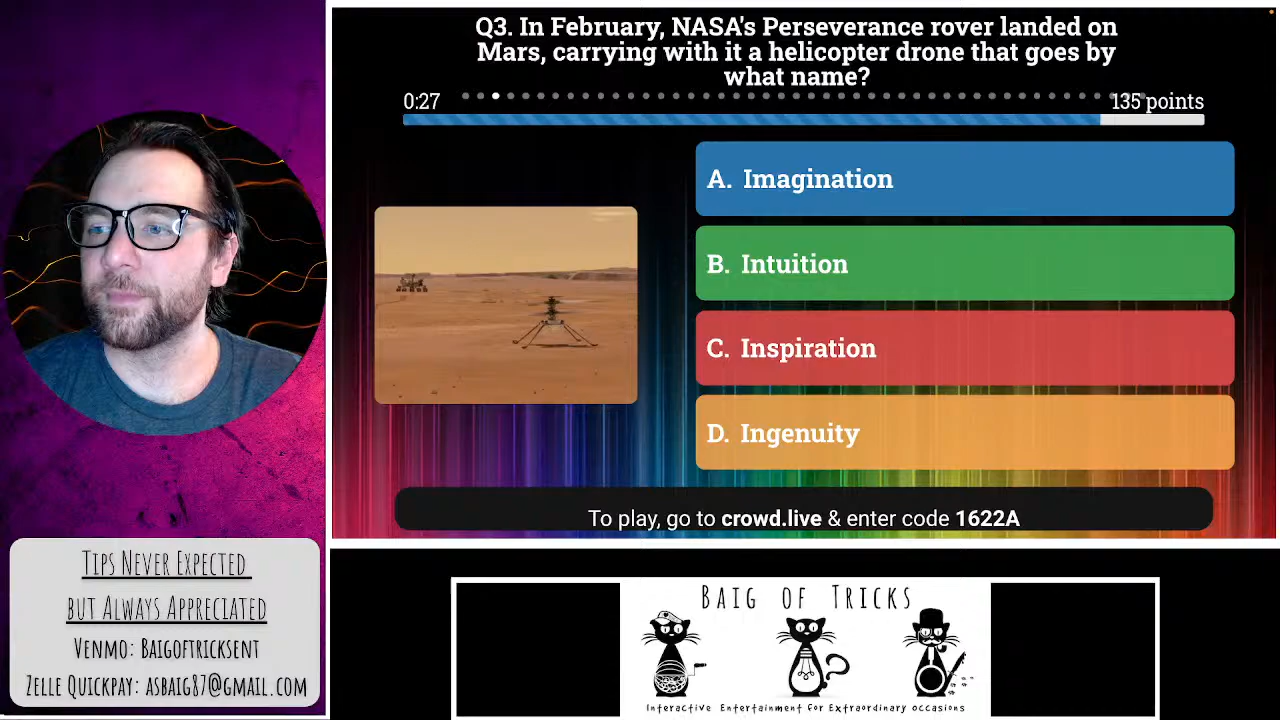 Q3. In February, NASA's Perseverance rover landed on
Mars, carrying with it a helicopter drone that goes by
what name?
0:27
135 points
A. Imagination
B. Intuition
C. Inspiration
D. Ingenuity
To play, go to crowd.live & enter code 1622A
Tips Never Expected
but Always Appreciated
Venmo: Baigoftricksent
Zelle Quickpay: asbaig87@gmail.com
Baig of Tricks
Interactive Entertainment for Extraordinary Occasions